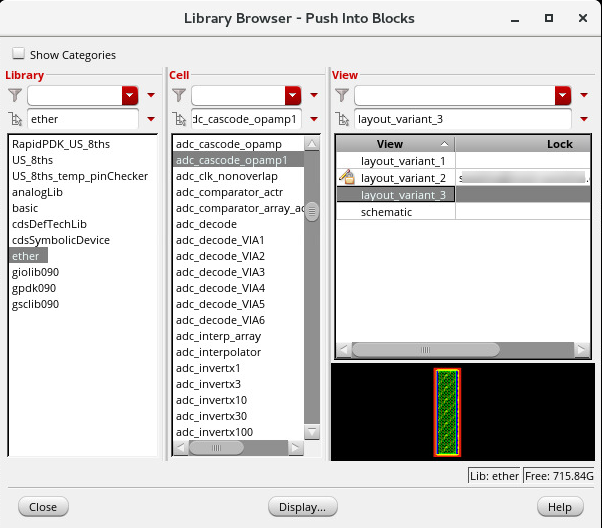 Library Browser - Push Into Blocks
Show Categories
Library
Cell
View
ether
dc_cascode_opamp1
layout_variant_3
RapidPDK_US_8ths
US_8ths
US_8ths_temp_pinChecker
analogLib
basic
cdsDefTechLib
cdsSymbolicDevice
ether
giolib090
gpdk090
gsclib090
adc_cascode_opamp
adc_cascode_opamp1
adc_clk_nonoverlap
adc_comparator_actr
adc_comparator_array_ac
adc_decode
adc_decode_VIA1
adc_decode_VIA2
adc_decode_VIA3
adc_decode_VIA4
adc_decode_VIA5
adc_decode_VIA6
adc_interp_array
adc_interpolator
adc_invertx1
adc_invertx3
adc_invertx10
adc_invertx30
adc_invertx100
View Lock
layout_variant_1
layout_variant_2
layout_variant_3
schematic
Lib: ether Free: 715.84G
Close Display... Help